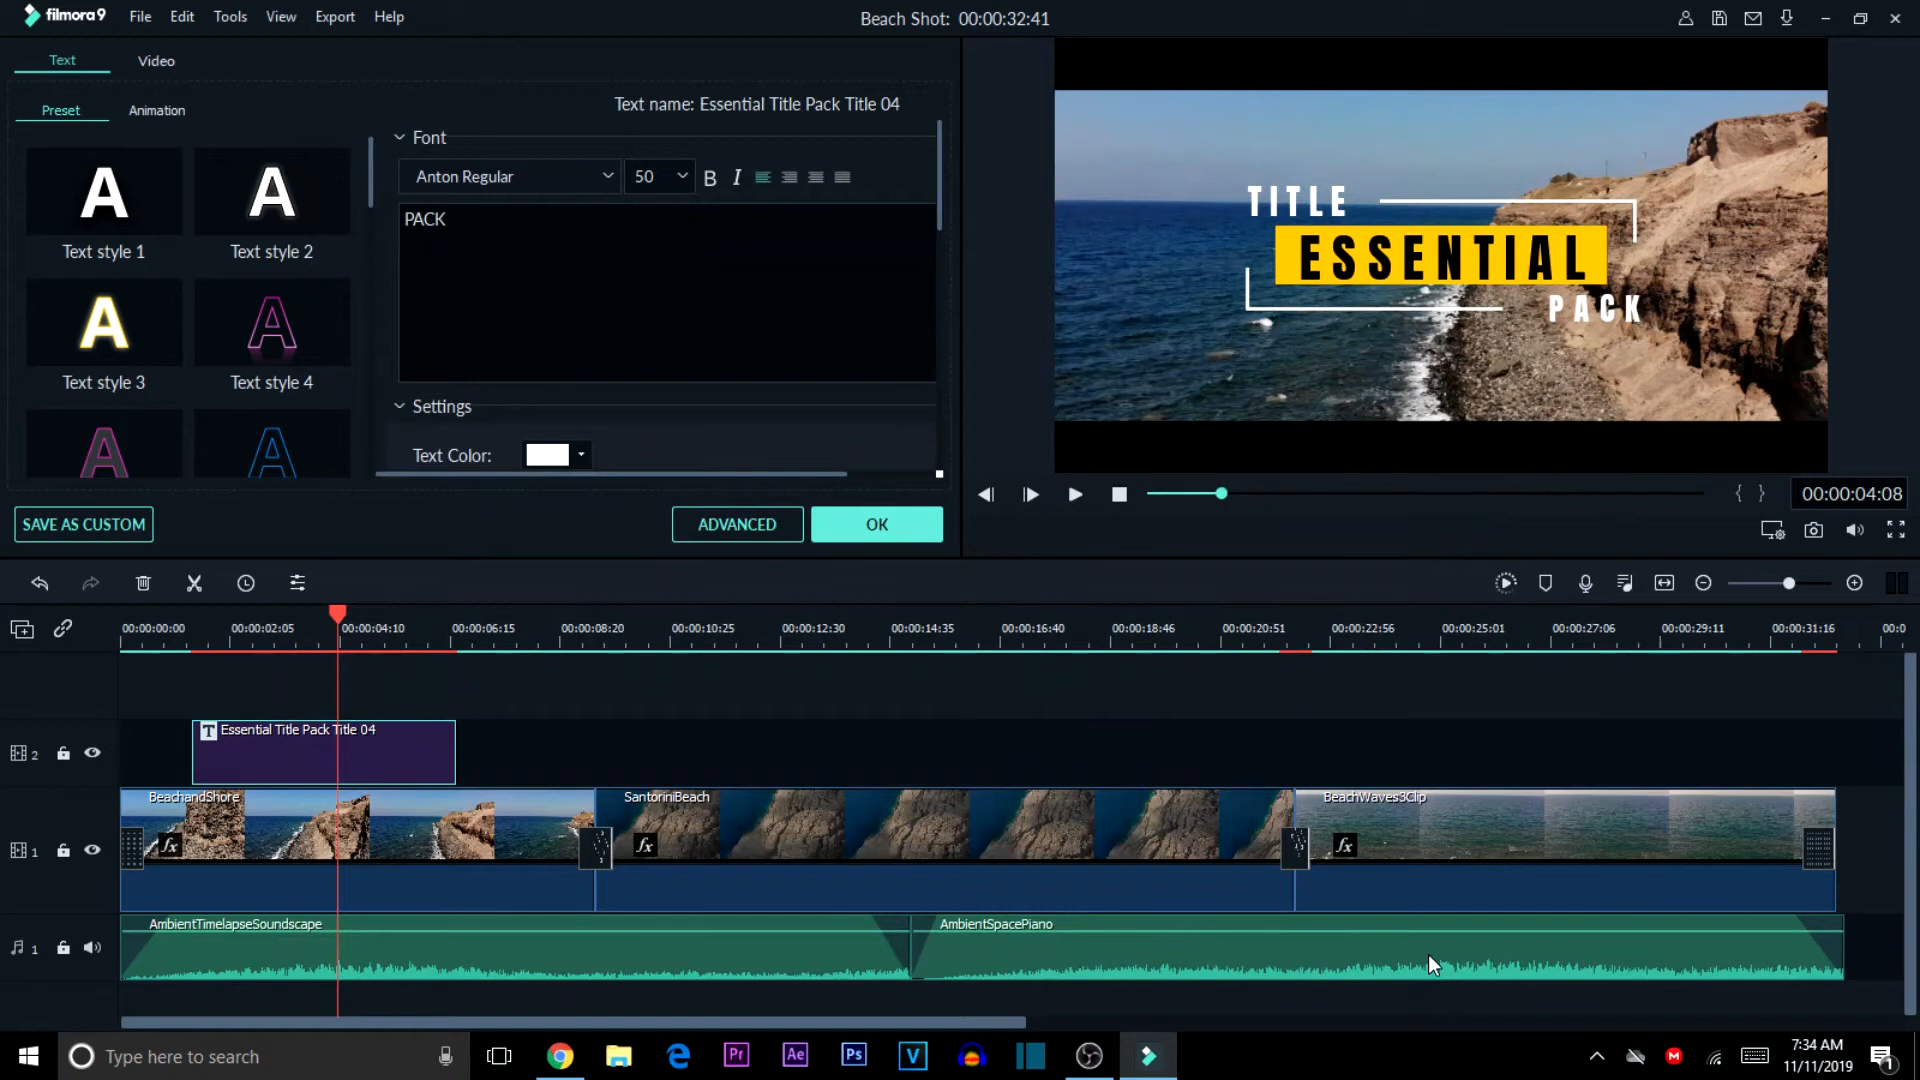 filmora9
File Edit Tools View Export Help
Beach Shot: 00:00:32:41
Text Video
Preset Animation
Text name: Essential Title Pack Title 04
Font
Anton Regular 50 B I
PACK
A A
Text style 1 Text style 2
A A
Text style 3 Text style 4
A A
Settings
Text Color:
TITLE
ESSENTIAL
PACK
{ } 00:00:04:08
SAVE AS CUSTOM ADVANCED OK
00:00:00:00 00:00:02:05 00:00:04:10 00:00:06:15 00:00:08:20 00:00:10:25 00:00:12:30 00:00:14:35 00:00:16:40 00:00:18:46 00:00:20:51 00:00:22:56 00:00:25:01 00:00:27:06 00:00:29:11 00:00:31:16 00:0
2 T Essential Title Pack Title 04
BeachandShore SantoriniBeach BeachWaves3Clip
1 fx fx fx
AmbientTimelapseSoundscape AmbientSpacePiano
1
Type here to search
Pr Ae Ps V
M
7:34 AM
11/11/2019
1